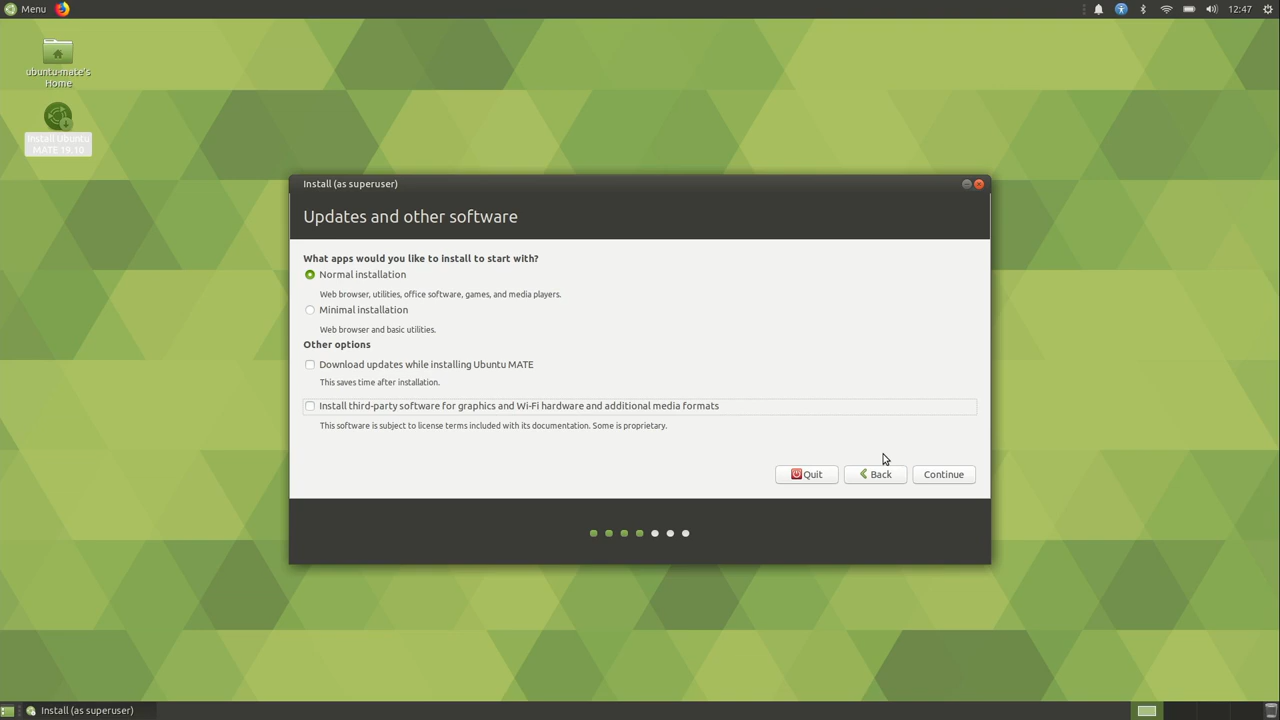 Menu
12:47
ubuntu-mate's
Home
Install Ubuntu
MATE 19.10
Install (as superuser)
Updates and other software
What apps would you like to install to start with?
Normal installation
Web browser, utilities, office software, games, and media players.
Minimal installation
Web browser and basic utilities.
Other options
Download updates while installing Ubuntu MATE
This saves time after installation.
Install third-party software for graphics and Wi-Fi hardware and additional media formats
This software is subject to license terms included with its documentation. Some is proprietary.
Quit
Back
Continue
Install (as superuser)